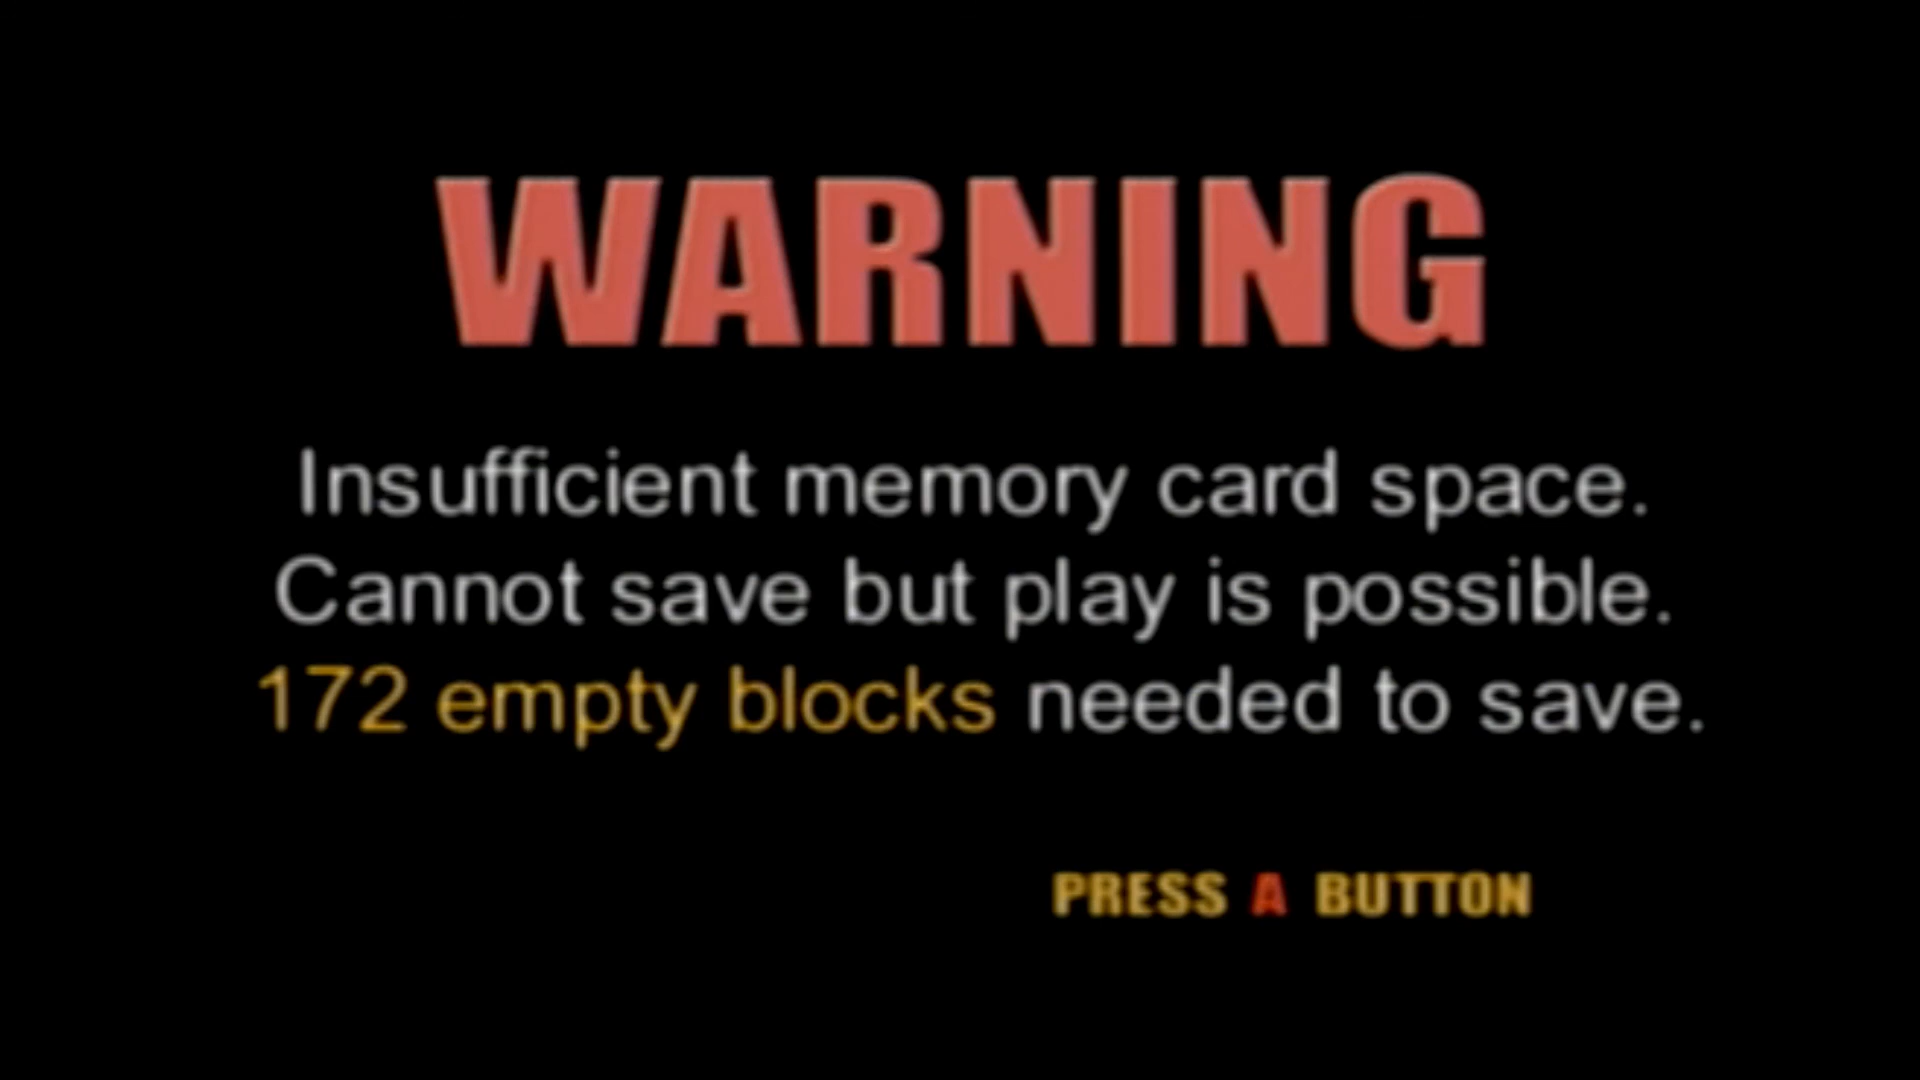 WARNING
Insufficient memory card space.
Cannot save but play is possible.
172 empty blocks needed to save.
PRESS A BUTTON